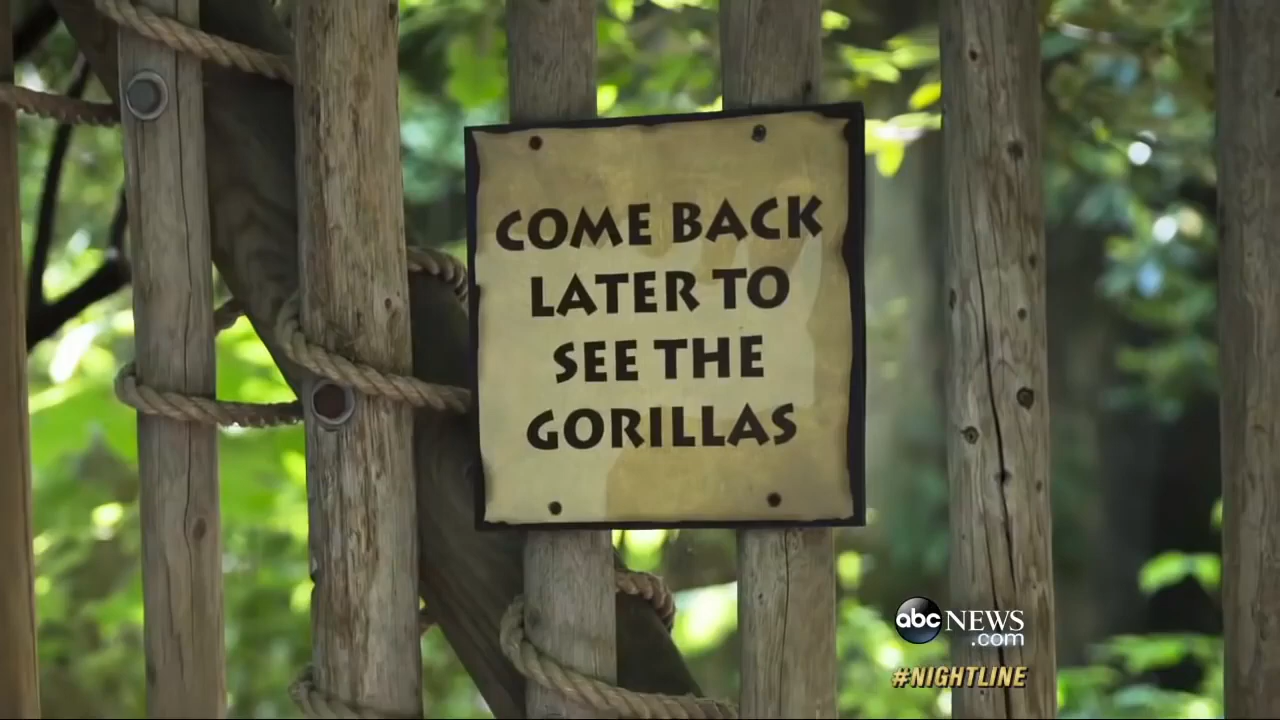 COME BACK
LATER TO
SEE THE
GORILLAS
abc NEWS
.com
#NIGHTLINE